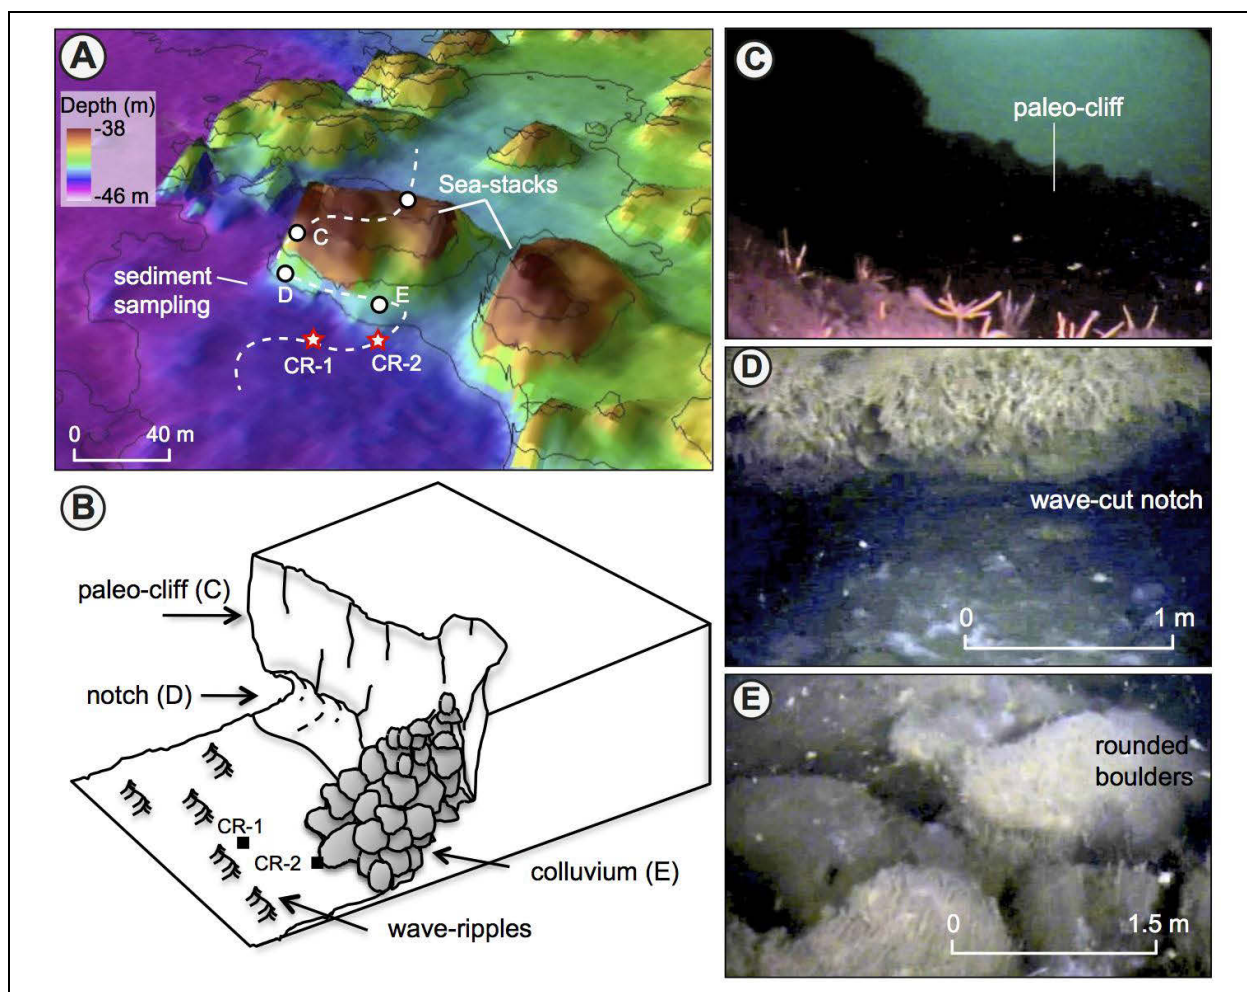 A
Depth (m)
-38
-46 m
Sea-stacks
C
sediment
sampling
D
E
CR-1
CR-2
0
40 m
B
paleo-cliff (C)
notch (D)
CR-1
CR-2
colluvium (E)
wave-ripples
C
paleo-cliff
D
wave-cut notch
0
1 m
E
rounded
boulders
0
1.5 m